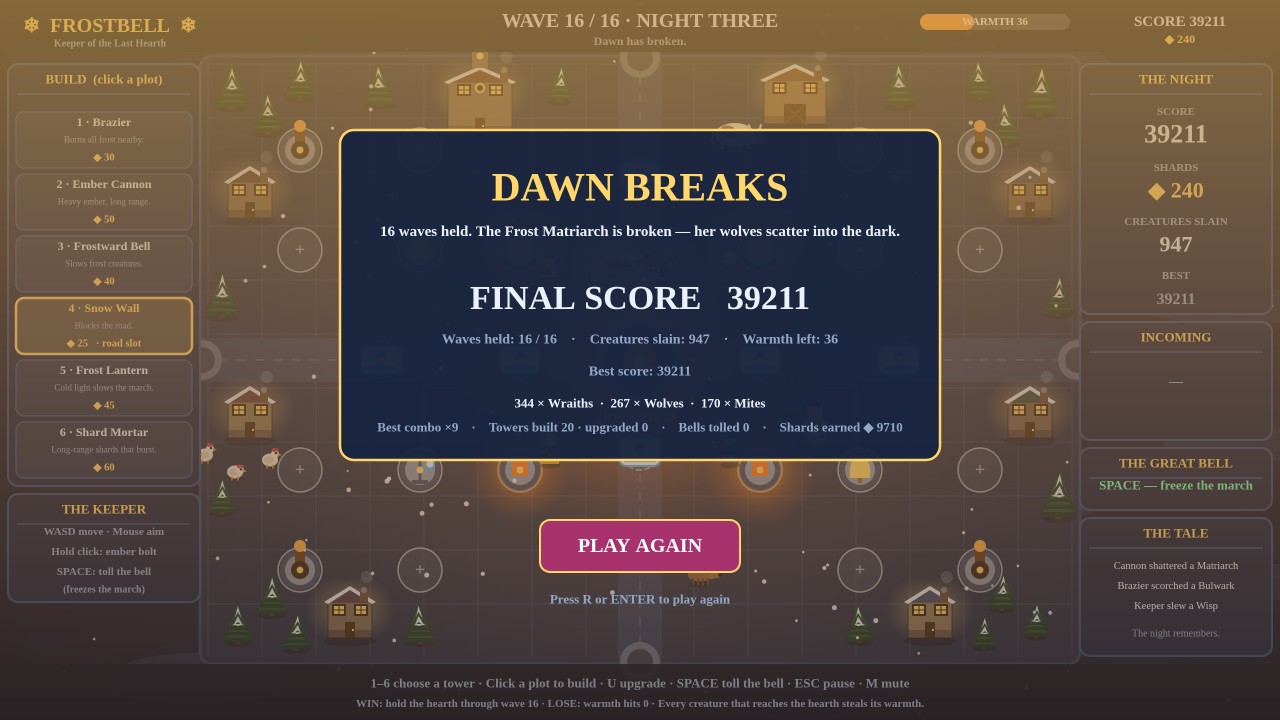 ❄ FROSTBELL ❄
Keeper of the Last Hearth
WAVE 16 / 16 · NIGHT THREE
Dawn has broken.
WARMTH 36
SCORE 39211
◆ 240
BUILD (click a plot)
1 · Brazier
Burns all frost nearby.
◆ 30
2 · Ember Cannon
Heavy ember, long range.
◆ 50
3 · Frostward Bell
Slows frost creatures.
◆ 40
4 · Snow Wall
Blocks the road.
◆ 25 · road slot
5 · Frost Lantern
Cold light slows the march.
◆ 45
6 · Shard Mortar
Long-range shards that burst.
◆ 60
THE KEEPER
WASD move · Mouse aim
Hold click: ember bolt
SPACE: toll the bell
(freezes the march)
DAWN BREAKS
16 waves held. The Frost Matriarch is broken — her wolves scatter into the dark.
FINAL SCORE 39211
Waves held: 16 / 16 · Creatures slain: 947 · Warmth left: 36
Best score: 39211
344 × Wraiths · 267 × Wolves · 170 × Mites
Best combo ×9 · Towers built 20 · upgraded 0 · Bells tolled 0 · Shards earned ◆ 9710
PLAY AGAIN
Press R or ENTER to play again
THE NIGHT
SCORE
39211
SHARDS
◆ 240
CREATURES SLAIN
947
BEST
39211
INCOMING
—
THE GREAT BELL
SPACE — freeze the march
THE TALE
Cannon shattered a Matriarch
Brazier scorched a Bulwark
Keeper slew a Wisp
The night remembers.
1–6 choose a tower · Click a plot to build · U upgrade · SPACE toll the bell · ESC pause · M mute
WIN: hold the hearth through wave 16 · LOSE: warmth hits 0 · Every creature that reaches the hearth steals its warmth.